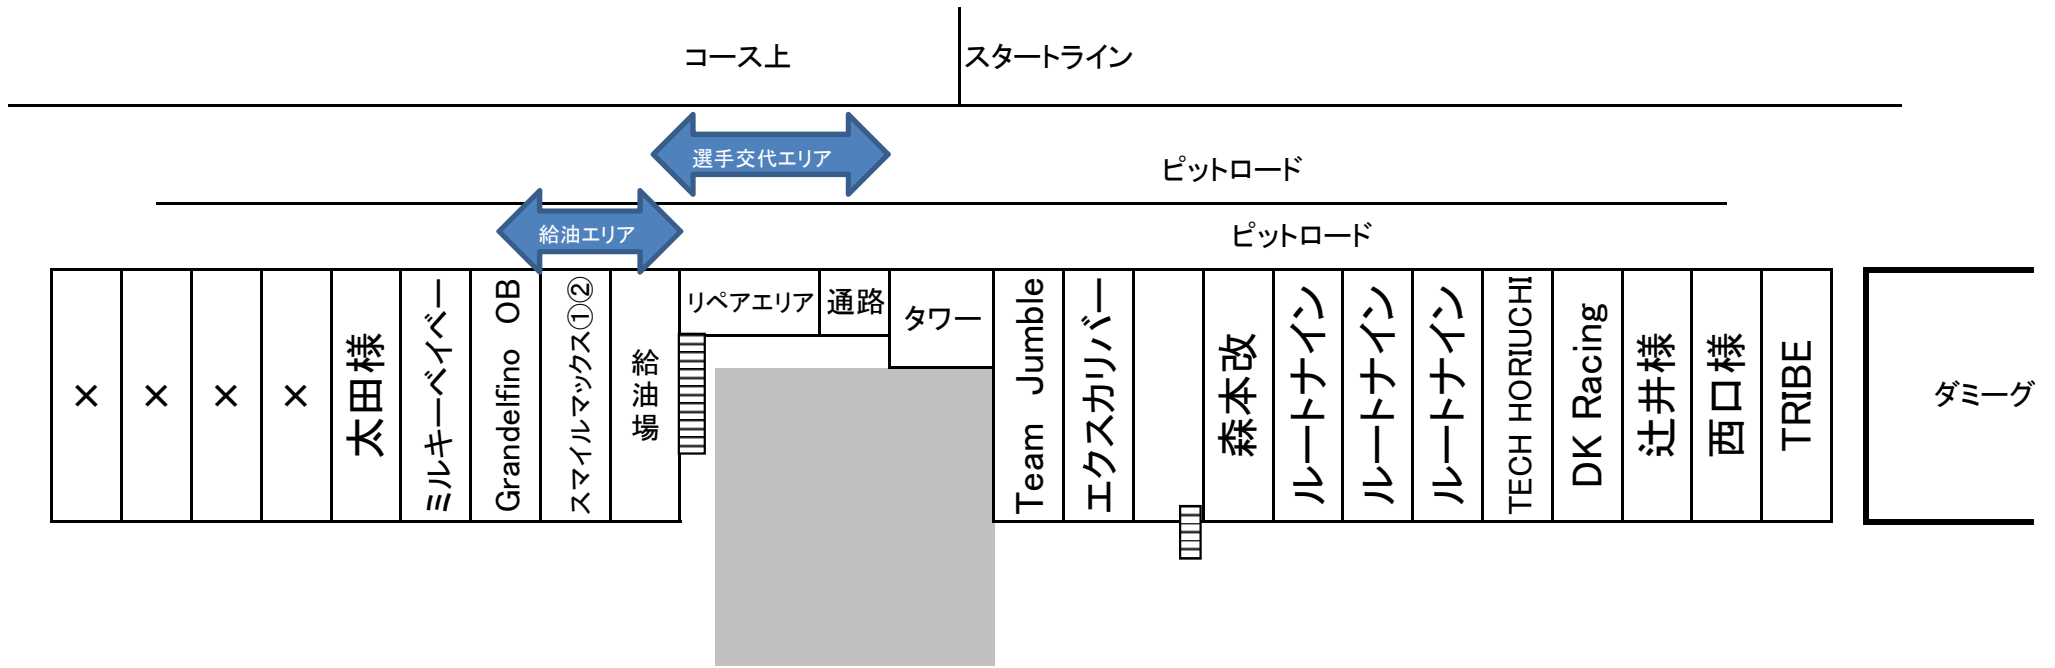 コース上
スタートライン
選手交代エリア
ピットロード
給油エリア
ピットロード
×
×
×
×
太田様
ミルキーベイベー
Grandelfino OB
スマイルマックス①②
給油場
リペアエリア
通路
タワー
Team Jumble
エクスカリバー
森本改
ルートナイン
ルートナイン
ルートナイン
TECH HORIUCHI
DK Racing
辻井様
西口様
TRIBE
ダミーグ